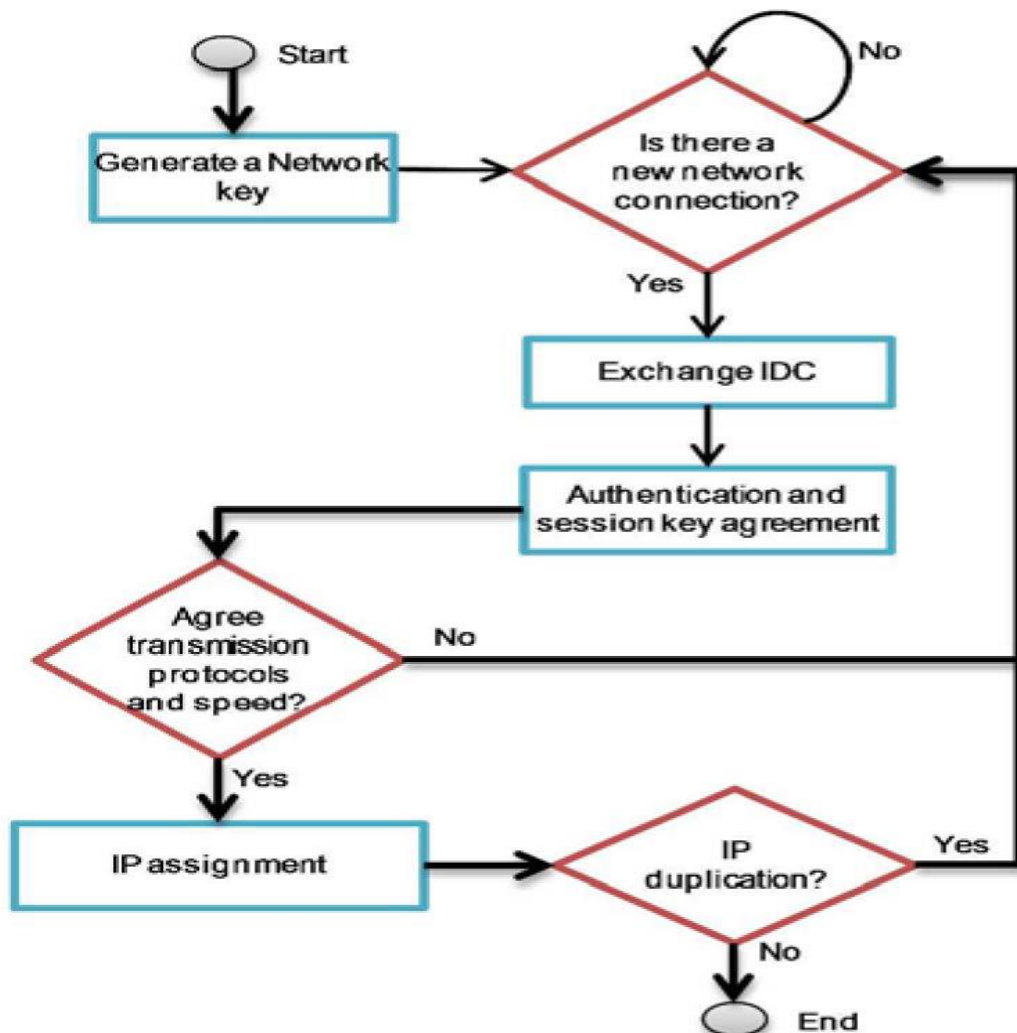 Start
No
Generate a Network
key
Is there a
new network
connection?
Yes
Exchange IDC
Authentication and
session key agreement
Agree
transmission
protocols
and speed?
No
Yes
IP assignment
IP
duplication?
Yes
No
End